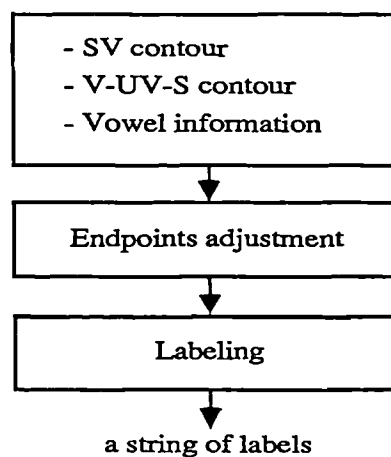 - SV contour
- V-UV-S contour
- Vowel information
Endpoints adjustment
Labeling
a string of labels